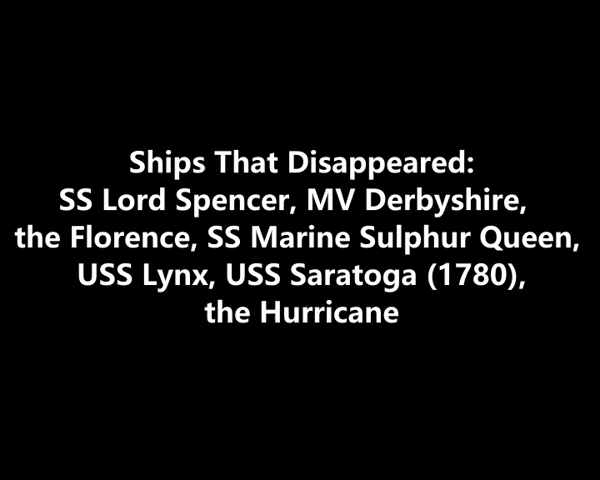 Ships That Disappeared:
SS Lord Spencer, MV Derbyshire,
the Florence, SS Marine Sulphur Queen,
USS Lynx, USS Saratoga (1780),
the Hurricane